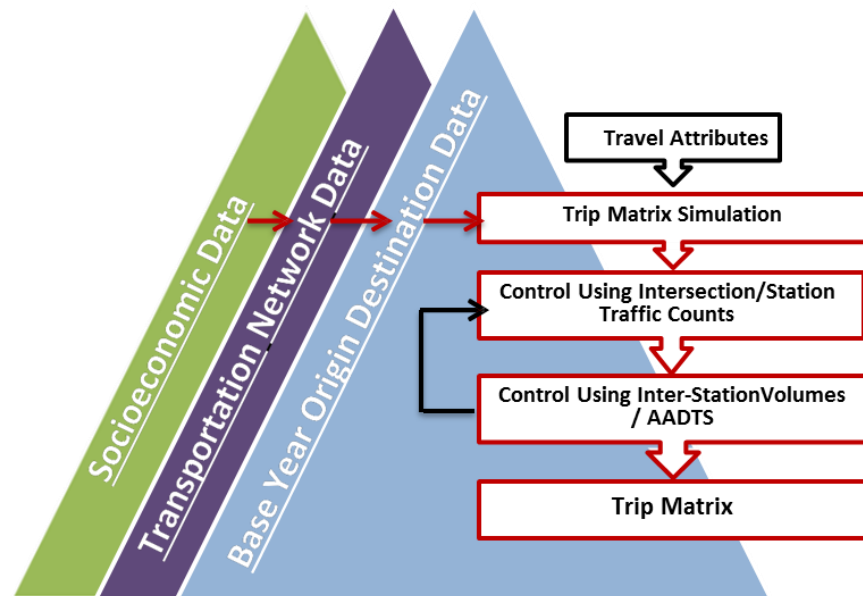 Socioeconomic Data
Transportation Network Data
Base Year Origin Destination Data
Travel Attributes
Trip Matrix Simulation
Control Using Intersection/Station
Traffic Counts
Control Using Inter-StationVolumes
/ AADTS
Trip Matrix